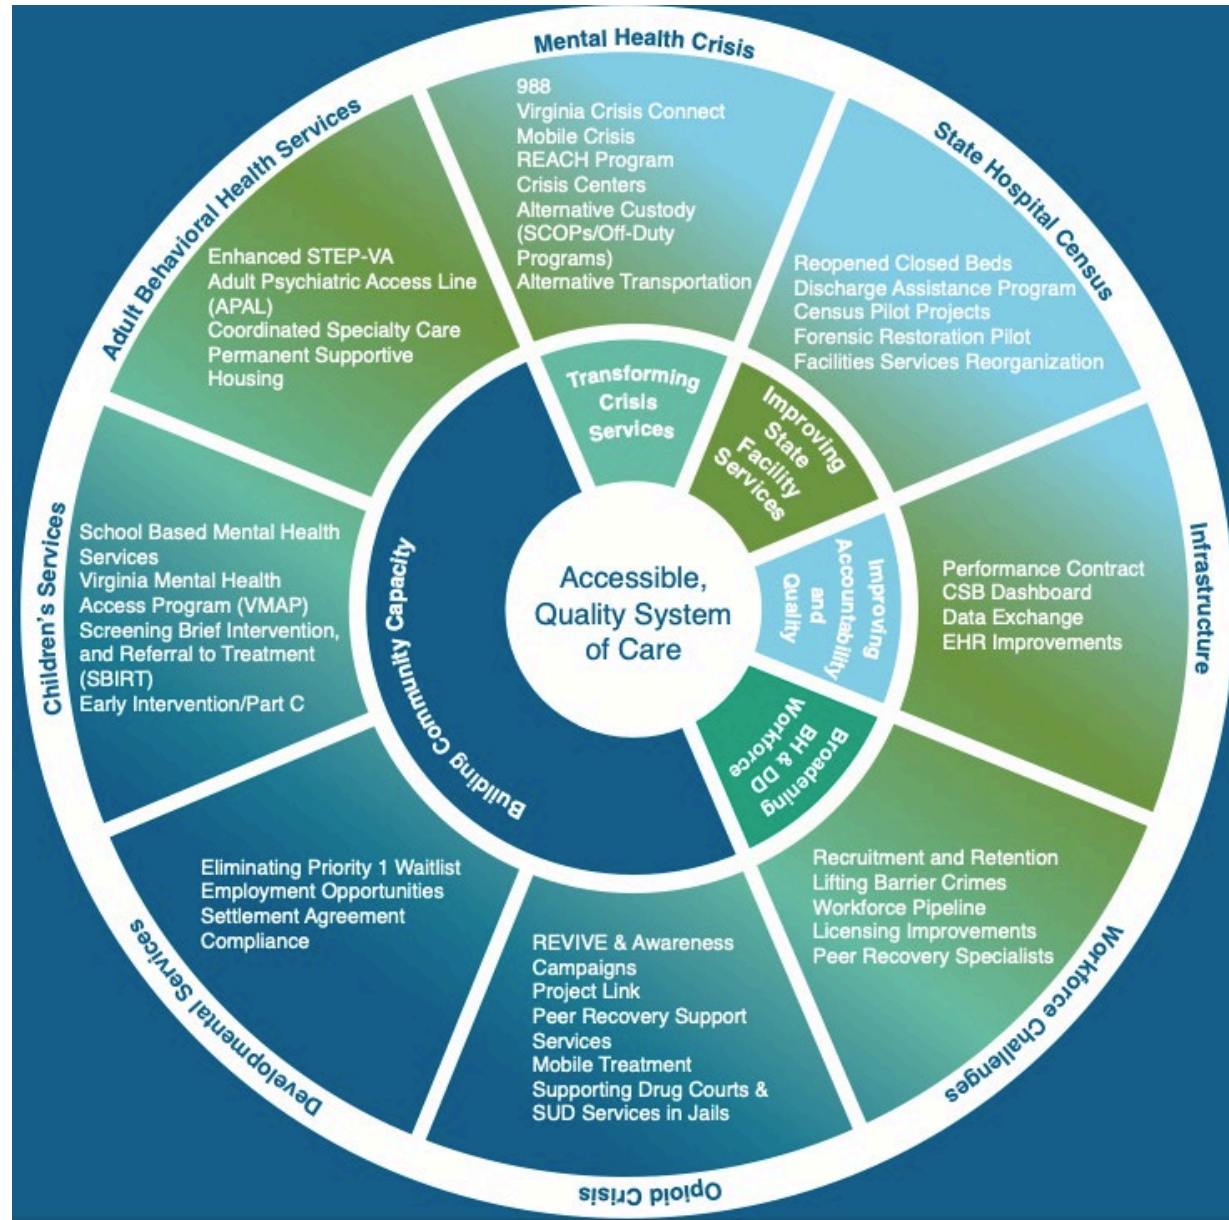 Mental Health Crisis
988
Virginia Crisis Connect
Mobile Crisis
REACH Program
Crisis Centers
Alternative Custody
(SCOPs/Off-Duty
Programs)
Alternative Transportation
State Hospital Census
Reopened Closed Beds
Discharge Assistance Program
Census Pilot Projects
Forensic Restoration Pilot
Facilities Services Reorganization
Infrastructure
Performance Contract
CSB Dashboard
Data Exchange
EHR Improvements
Workforce Challenges
Recruitment and Retention
Lifting Barrier Crimes
Workforce Pipeline
Licensing Improvements
Peer Recovery Specialists
Opioid Crisis
REVIVE & Awareness
Campaigns
Project Link
Peer Recovery Support
Services
Mobile Treatment
Supporting Drug Courts &
SUD Services in Jails
Developmental Services
Eliminating Priority 1 Waitlist
Employment Opportunities
Settlement Agreement
Compliance
Children's Services
School Based Mental Health
Services
Virginia Mental Health
Access Program (VMAP)
Screening Brief Intervention,
and Referral to Treatment
(SBIRT)
Early Intervention/Part C
Adult Behavioral Health Services
Enhanced STEP-VA
Adult Psychiatric Access Line
(APAL)
Coordinated Specialty Care
Permanent Supportive
Housing
Transforming
Crisis
Services
Improving
State
Facility
Services
Improving
Accountability
and
Quality
Broadening
BH & DD
Workforce
Building Community Capacity
Accessible,
Quality System
of Care